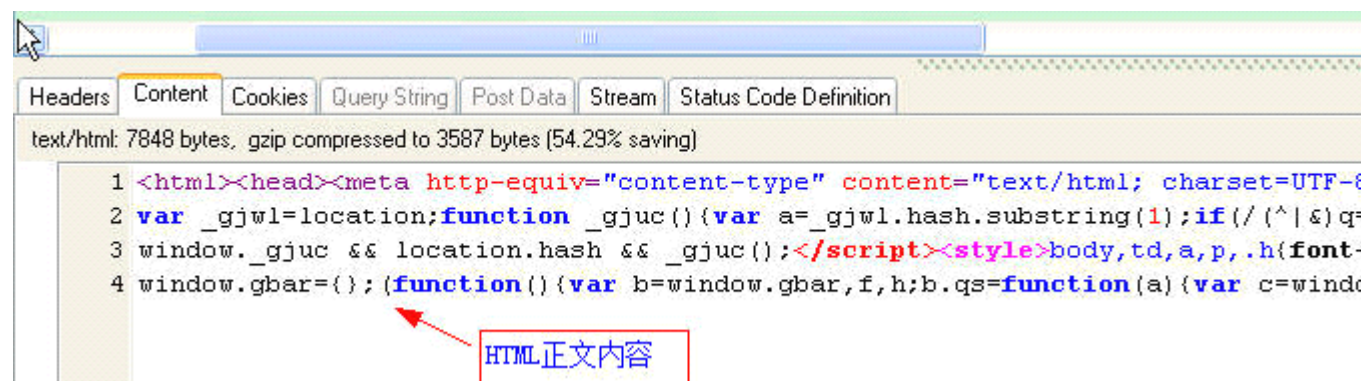 Headers Content Cookies Query String Post Data Stream Status Code Definition
text/html: 7848 bytes, gzip compressed to 3587 bytes (54.29% saving)
1 <html><head><meta http-equiv="content-type" content="text/html; charset=UTF-8
2 var _gjwl=location;function _gjuc(){var a=_gjwl.hash.substring(1);if(/(^|&)q=
3 window._gjuc && location.hash && _gjuc();</script><style>body,td,a,p,.h{font-
4 window.gbar={};(function(){var b=window.gbar,f,h;b.qs=function(a){var c=windo
HTML正文内容